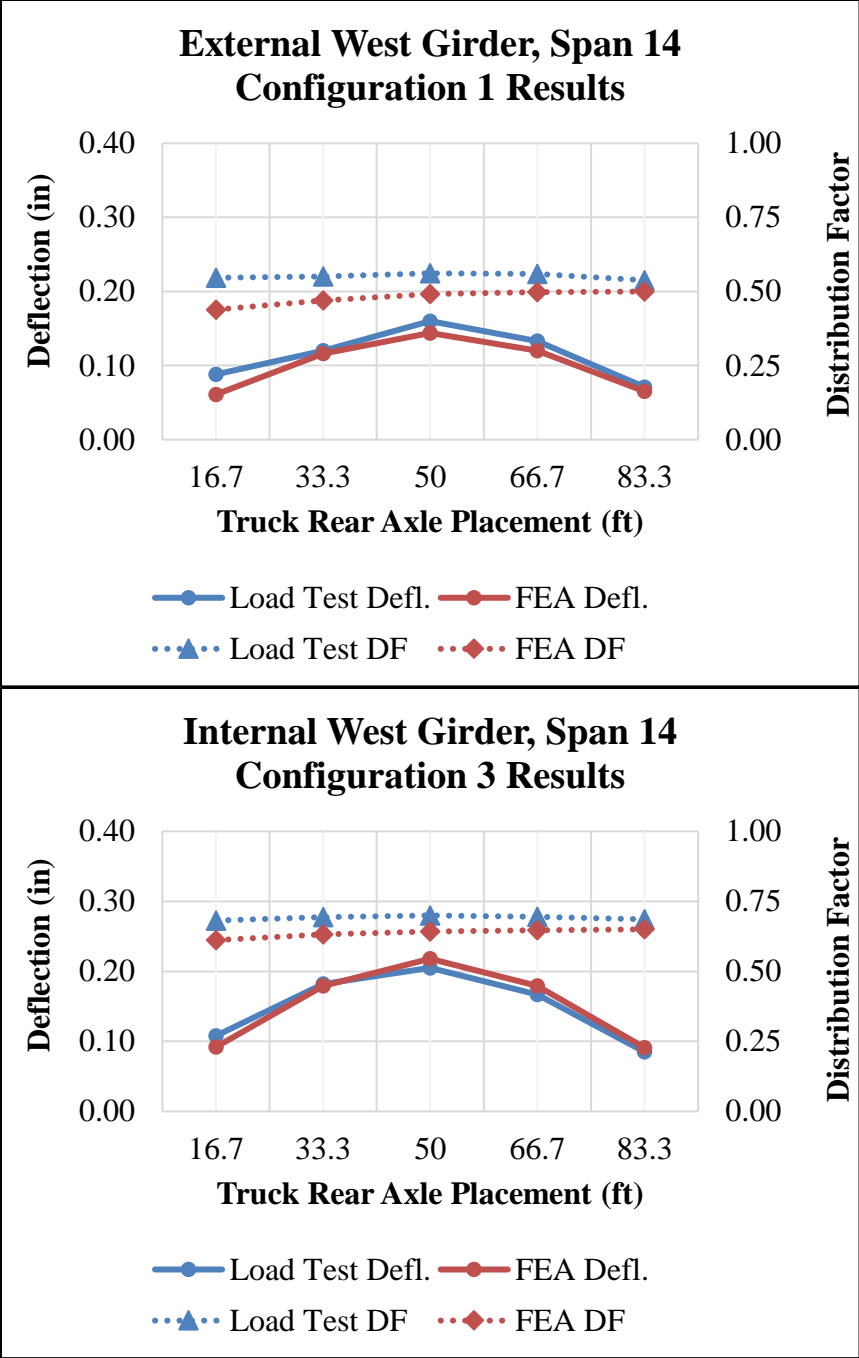 External West Girder, Span 14
Configuration 1 Results
0.40
0.30
0.20
0.10
0.00
Deflection (in)
1.00
0.75
0.50
0.25
0.00
Distribution Factor
16.7 33.3 50 66.7 83.3
Truck Rear Axle Placement (ft)
Load Test Defl. FEA Defl.
Load Test DF FEA DF
Internal West Girder, Span 14
Configuration 3 Results
0.40
0.30
0.20
0.10
0.00
Deflection (in)
1.00
0.75
0.50
0.25
0.00
Distribution Factor
16.7 33.3 50 66.7 83.3
Truck Rear Axle Placement (ft)
Load Test Defl. FEA Defl.
Load Test DF FEA DF